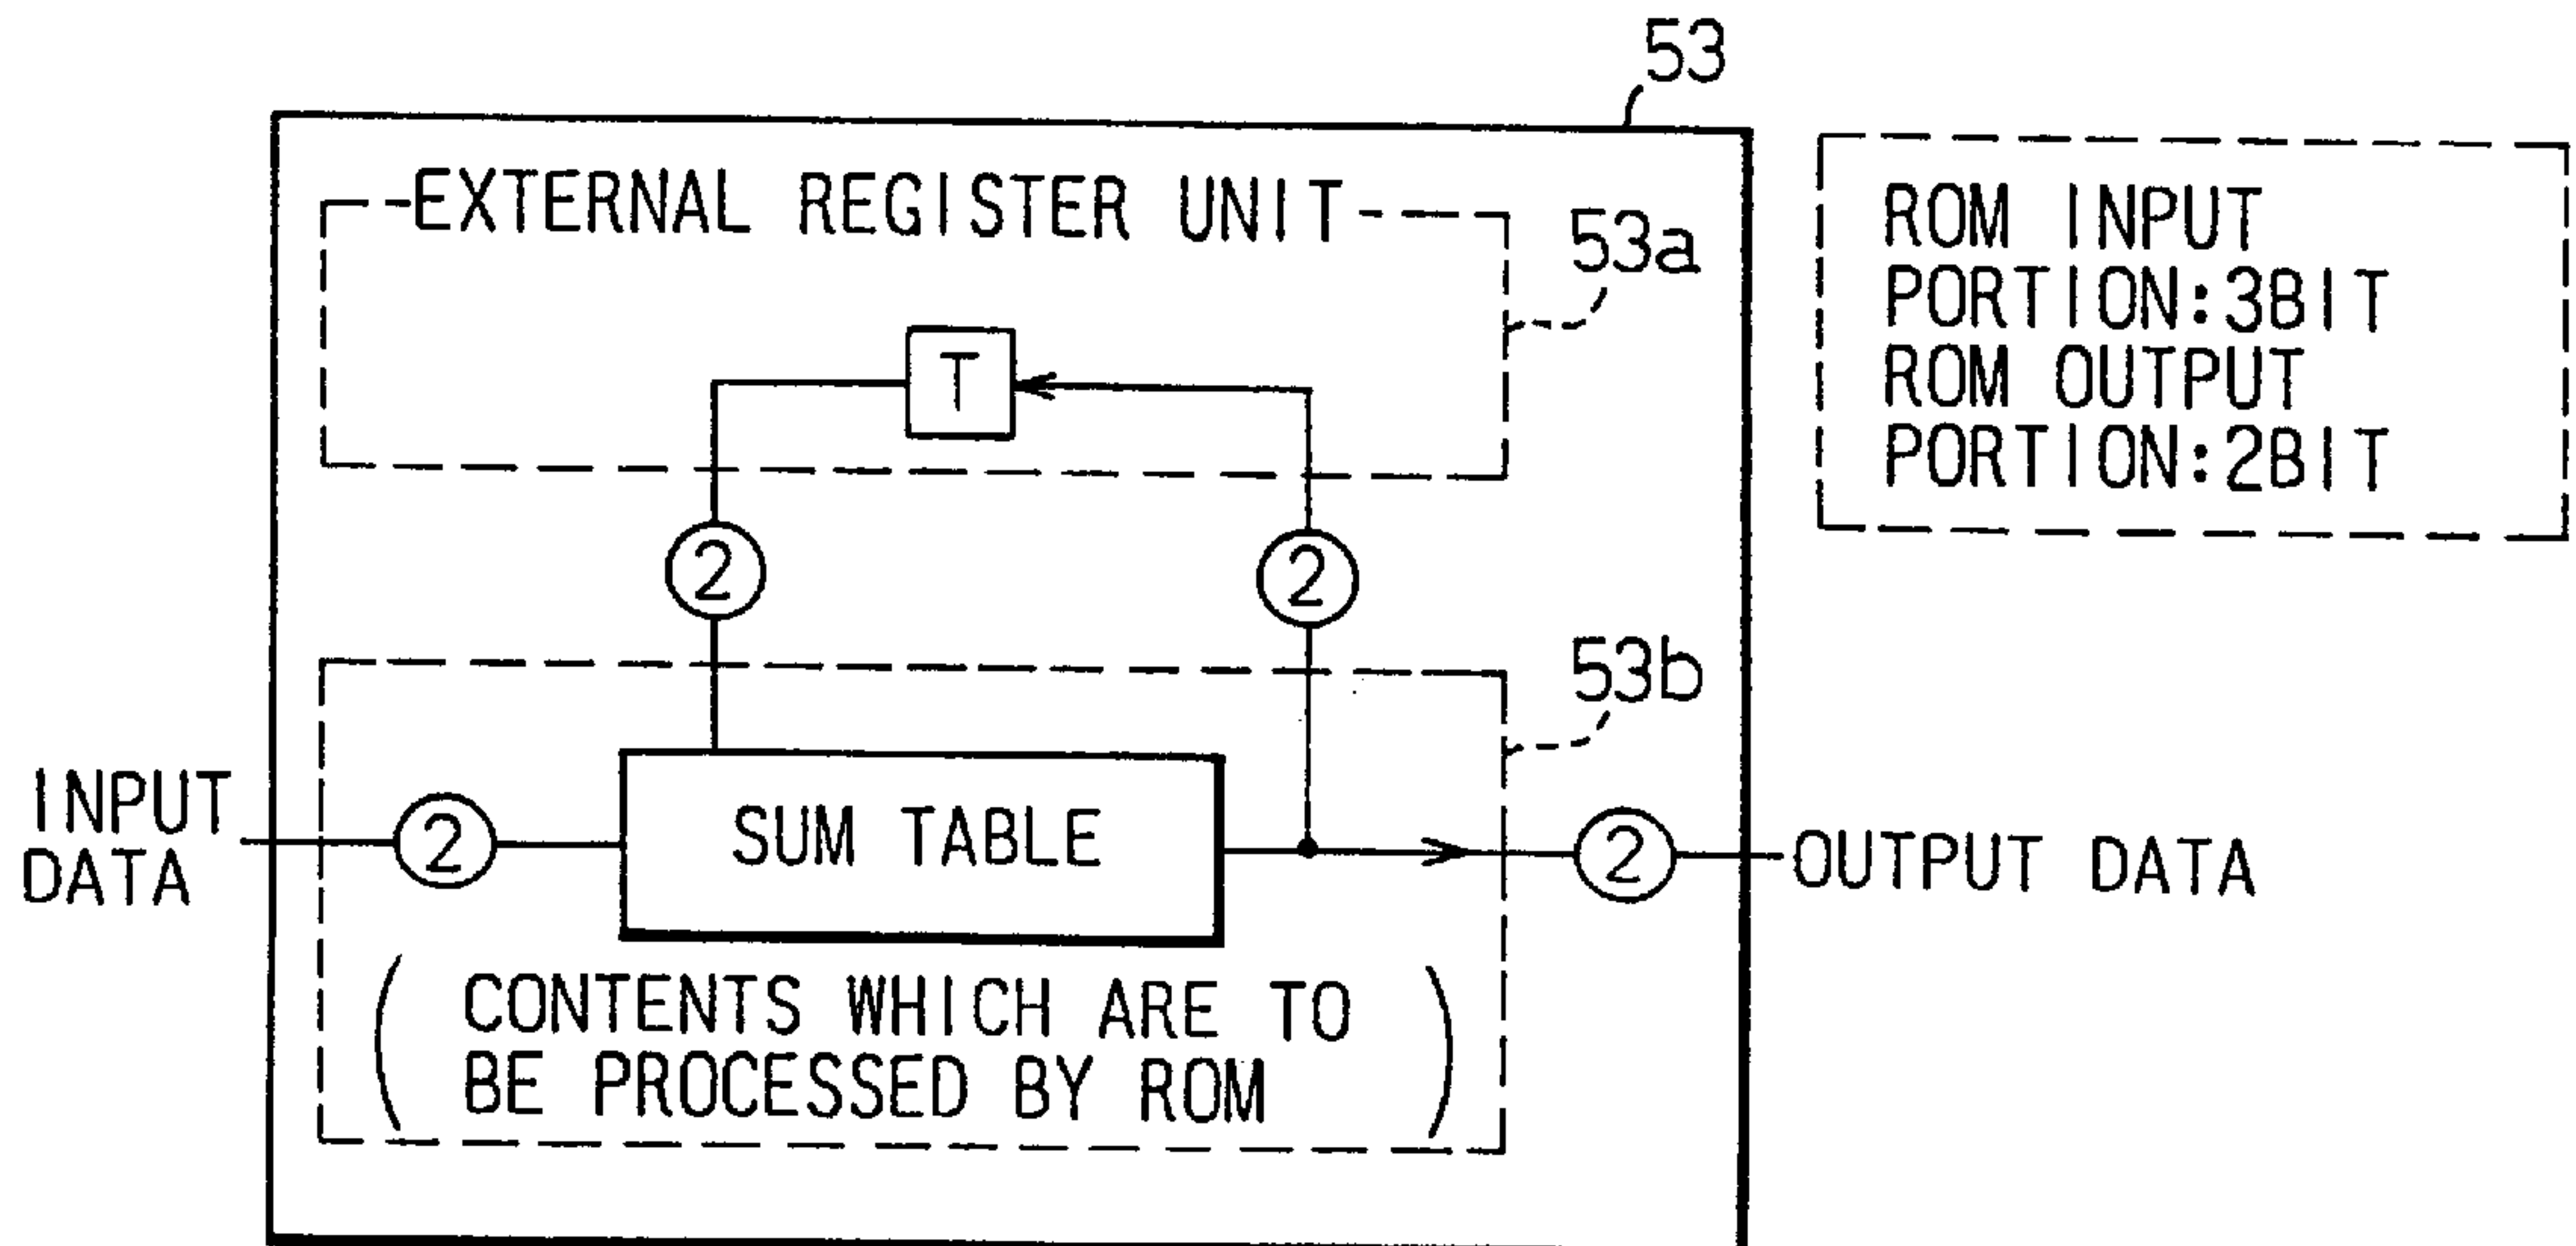 53
EXTERNAL REGISTER UNIT
53a
T
2
2
ROM INPUT
PORTION:3BIT
ROM OUTPUT
PORTION:2BIT
53b
INPUT
DATA
2
SUM TABLE
2
OUTPUT DATA
( CONTENTS WHICH ARE TO
BE PROCESSED BY ROM )